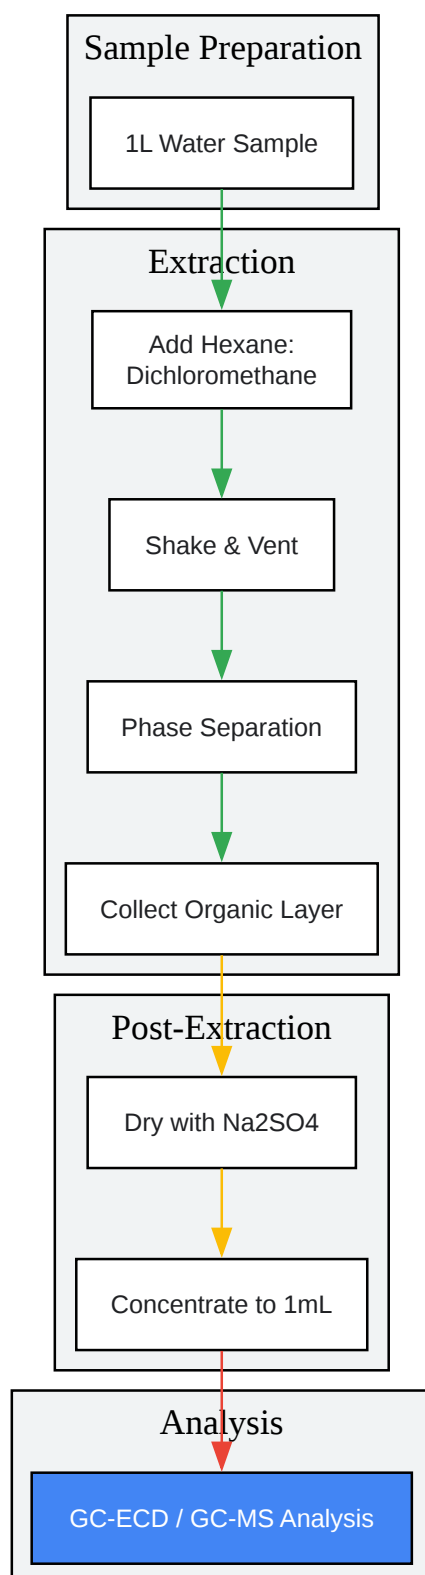 Sample Preparation
1L Water Sample
Extraction
Add Hexane:
Dichloromethane
Shake & Vent
Phase Separation
Collect Organic Layer
Post-Extraction
Dry with Na2SO4
Concentrate to 1mL
Analysis
GC-ECD / GC-MS Analysis